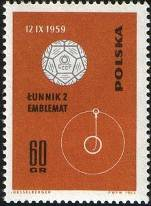 12 IX 1959
POLSKA
ŁUNNIK 2
EMBLEMAT
60
GR